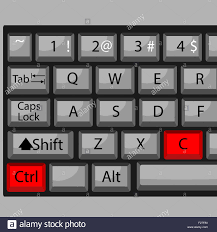 ~ 1 ! 2 @ 3 # 4 $
Tab Q W E R
Caps Lock A S D F
Shift Z X C
Ctrl Alt
alamy stock photo